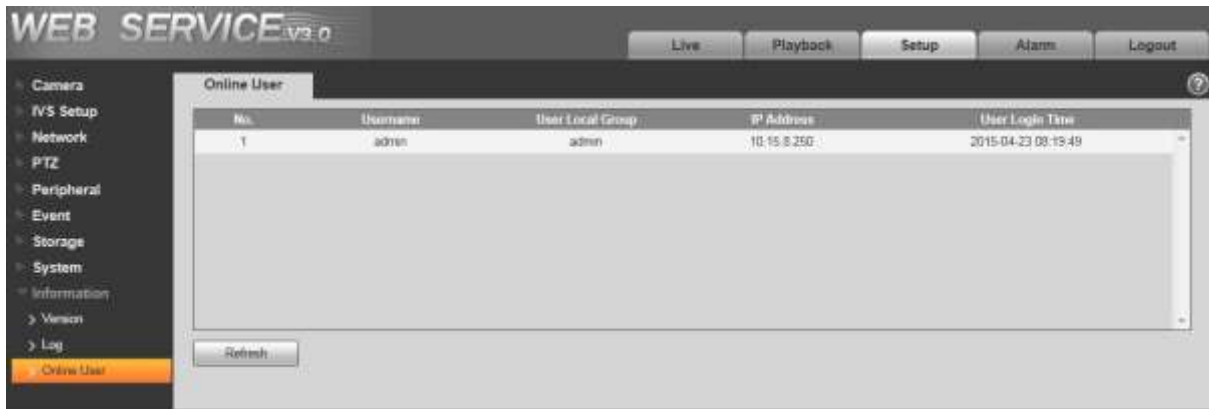 WEB SERVICE V3.0
Live Playback Setup Alarm Logout
Camera
IVS Setup
Network
PTZ
Peripheral
Event
Storage
System
Information
Version
Log
Online User
Online User
No. Username User Local Group IP Address User Login Time
1 admin admin 10.15.8.250 2015-04-23 08:19:49
Refresh